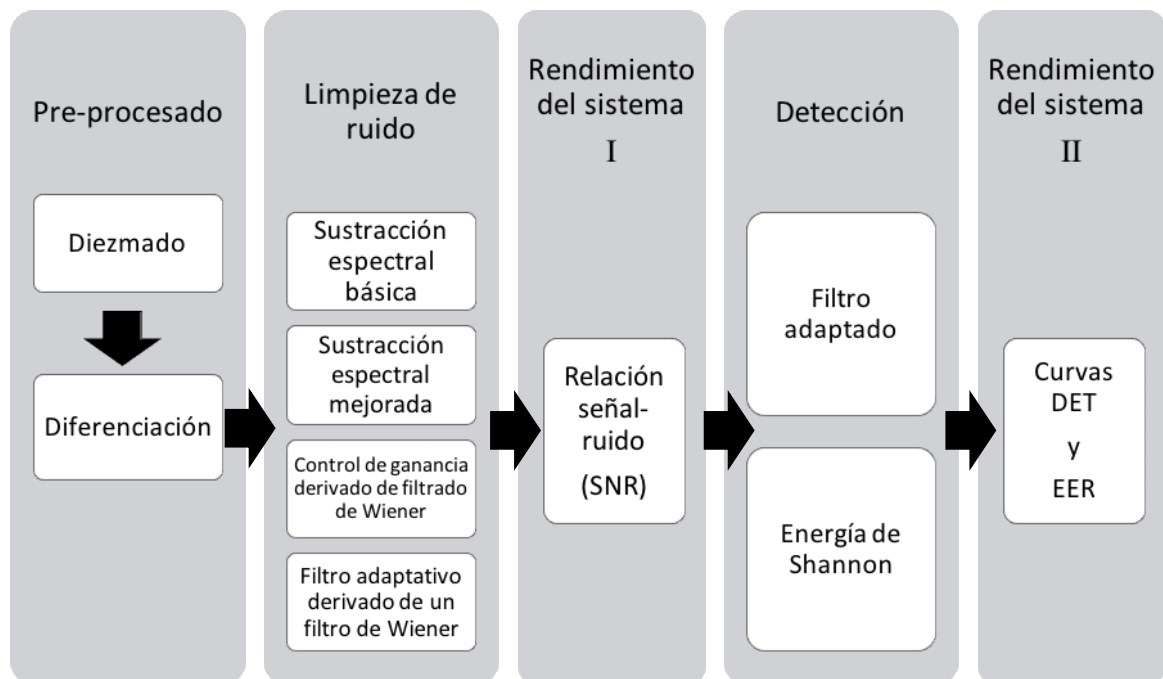 Pre-procesado
Diezmado
Diferenciación
Limpieza de
ruido
Sustracción
espectral
básica
Sustracción
espectral
mejorada
Control de ganancia
derivado de filtrado
de Wiener
Filtro adaptativo
derivado de un
filtro de Wiener
Rendimiento
del sistema
I
Relación
señal-
ruido
(SNR)
Detección
Filtro
adaptado
Energía de
Shannon
Rendimiento
del sistema
II
Curvas
DET
y
EER